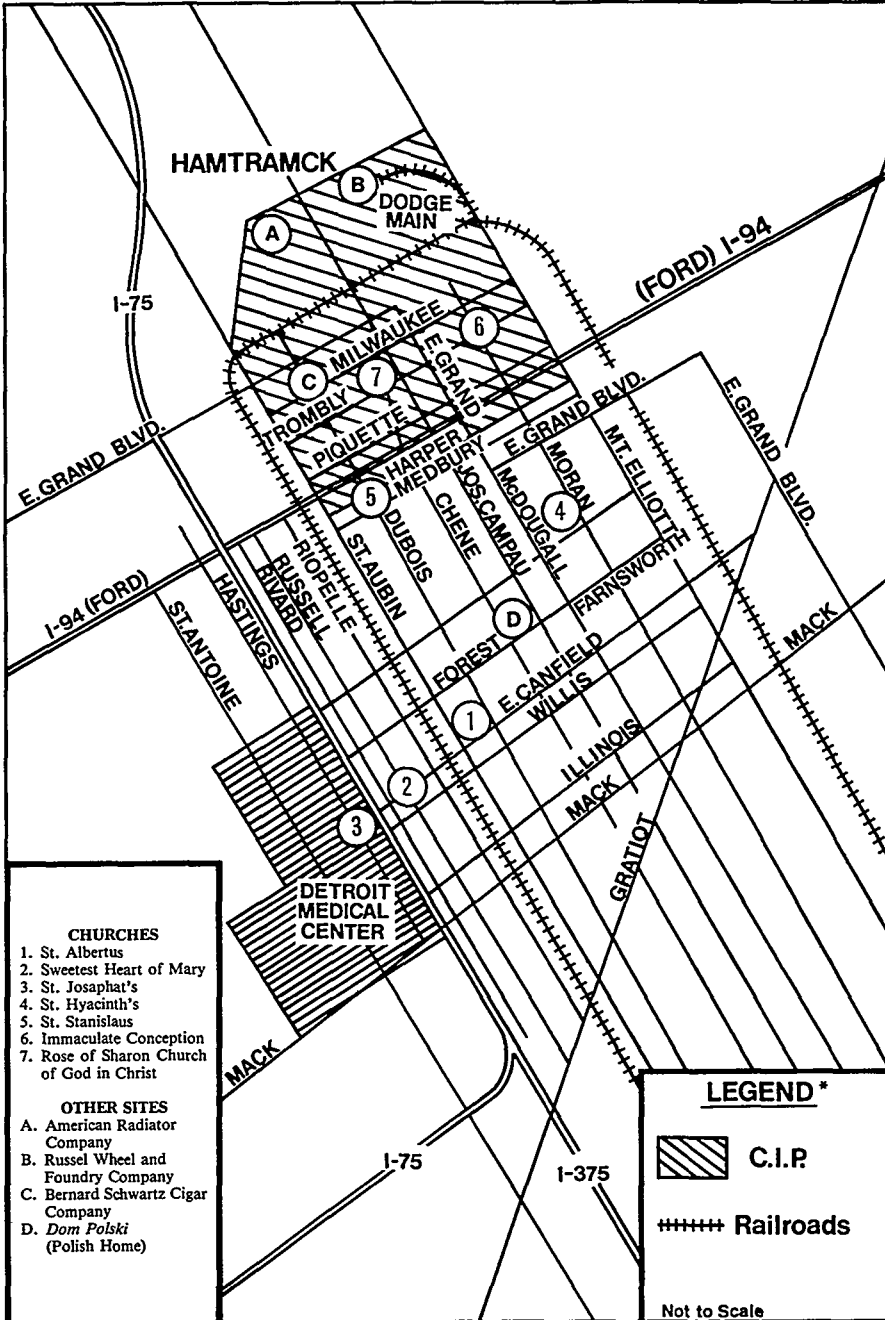 HAMTRAMCK
B
DODGE
MAIN
A
(FORD) I-94
I-75
MILWAUKEE
6
E. GRAND
C
7
TROMBLY
PIQUETTE
HARPER
MEDBURY
E. GRAND BLVD.
E. GRAND BLVD.
E. GRAND BLVD.
5
JOS. CAMPAU
McDOUGALL
MORAN
MT. ELLIOTT
4
CHENE
DUBOIS
ST. AUBIN
RIOPELLE
RUSSELL
RIVARD
HASTINGS
ST. ANTOINE
I-94 (FORD)
D
FARNSWORTH
FOREST
MACK
E. CANFIELD
WILLIS
1
2
ILLINOIS
MACK
3
GRATIOT
DETROIT
MEDICAL
CENTER
MACK
I-75
I-375
CHURCHES
1. St. Albertus
2. Sweetest Heart of Mary
3. St. Josaphat's
4. St. Hyacinth's
5. St. Stanislaus
6. Immaculate Conception
7. Rose of Sharon Church
of God in Christ
OTHER SITES
A. American Radiator
Company
B. Russel Wheel and
Foundry Company
C. Bernard Schwartz Cigar
Company
D. Dom Polski
(Polish Home)
LEGEND*
C.I.P.
Railroads
Not to Scale